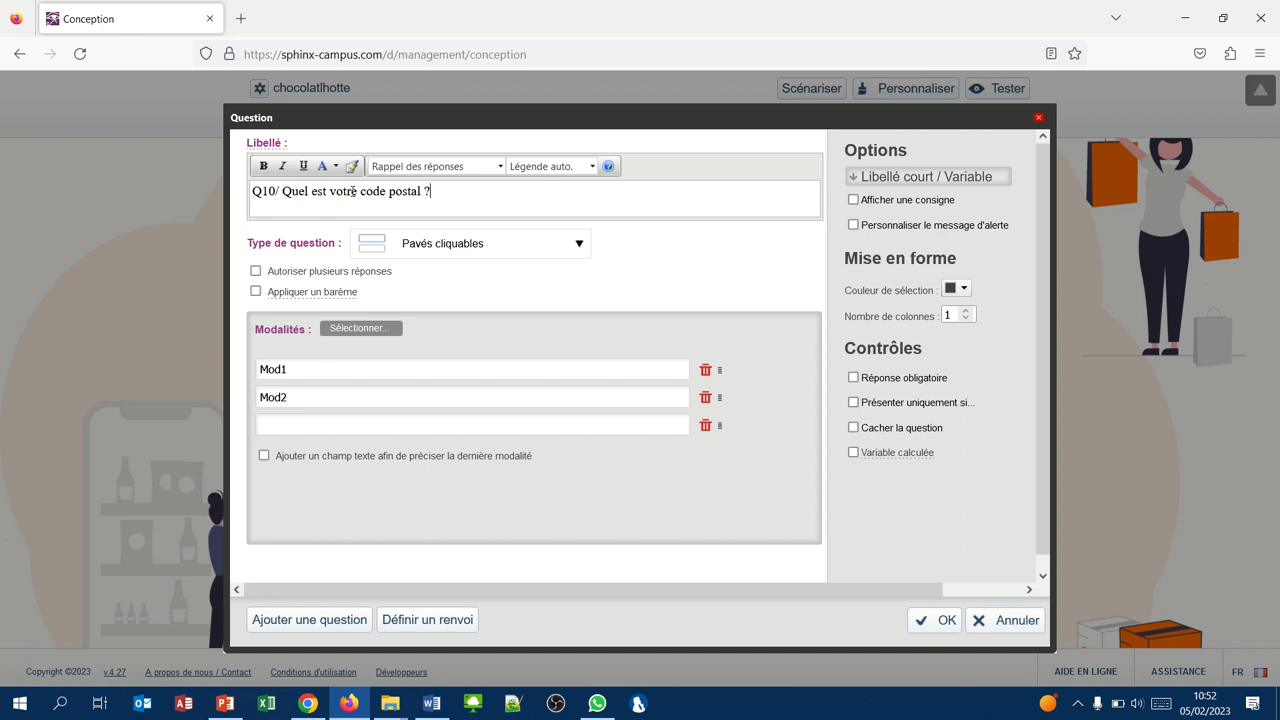 Conception
https://sphinx-campus.com/d/management/conception
chocolatlhotte
Scénariser
Personnaliser
Tester
Question
Libellé :
B I U A
Rappel des réponses
Légende auto.
Q10/ Quel est votre code postal ?
Type de question :
Pavés cliquables
Autoriser plusieurs réponses
Appliquer un barème
Modalités :
Sélectionner...
Mod1
Mod2
Ajouter un champ texte afin de préciser la dernière modalité
Options
Libellé court / Variable
Afficher une consigne
Personnaliser le message d'alerte
Mise en forme
Couleur de sélection :
Nombre de colonnes : 1
Contrôles
Réponse obligatoire
Présenter uniquement si...
Cacher la question
Variable calculée
Ajouter une question
Définir un renvoi
OK
Annuler
Copyright ©2023
v.4.27
A propos de nous / Contact
Conditions d'utilisation
Développeurs
AIDE EN LIGNE
ASSISTANCE
FR
10:52
05/02/2023